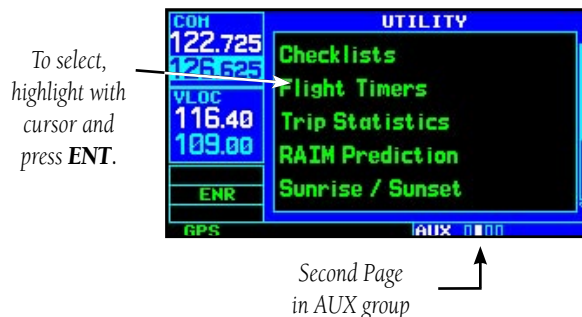 To select,
highlight with
cursor and
press ENT.
COM
122.725
126.625
VLOC
116.40
109.00
ENR
GPS
UTILITY
Checklists
Flight Timers
Trip Statistics
RAIM Prediction
Sunrise / Sunset
AUX
Second Page
in AUX group